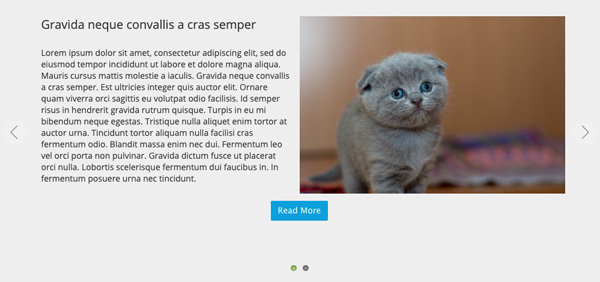 Gravida neque convallis a cras semper
Lorem ipsum dolor sit amet, consectetur adipiscing elit, sed do
eiusmod tempor incididunt ut labore et dolore magna aliqua.
Mauris cursus mattis molestie a iaculis. Gravida neque convallis
a cras semper. Est ultricies integer quis auctor elit. Ornare
quam viverra orci sagittis eu volutpat odio facilisis. Id semper
risus in hendrerit gravida rutrum quisque. Turpis in eu mi
bibendum neque egestas. Tristique nulla aliquet enim tortor at
auctor urna. Tincidunt tortor aliquam nulla facilisi cras
fermentum odio. Blandit massa enim nec dui. Fermentum leo
vel orci porta non pulvinar. Gravida dictum fusce ut placerat
orci nulla. Lobortis scelerisque fermentum dui faucibus in. In
fermentum posuere urna nec tincidunt.
Read More